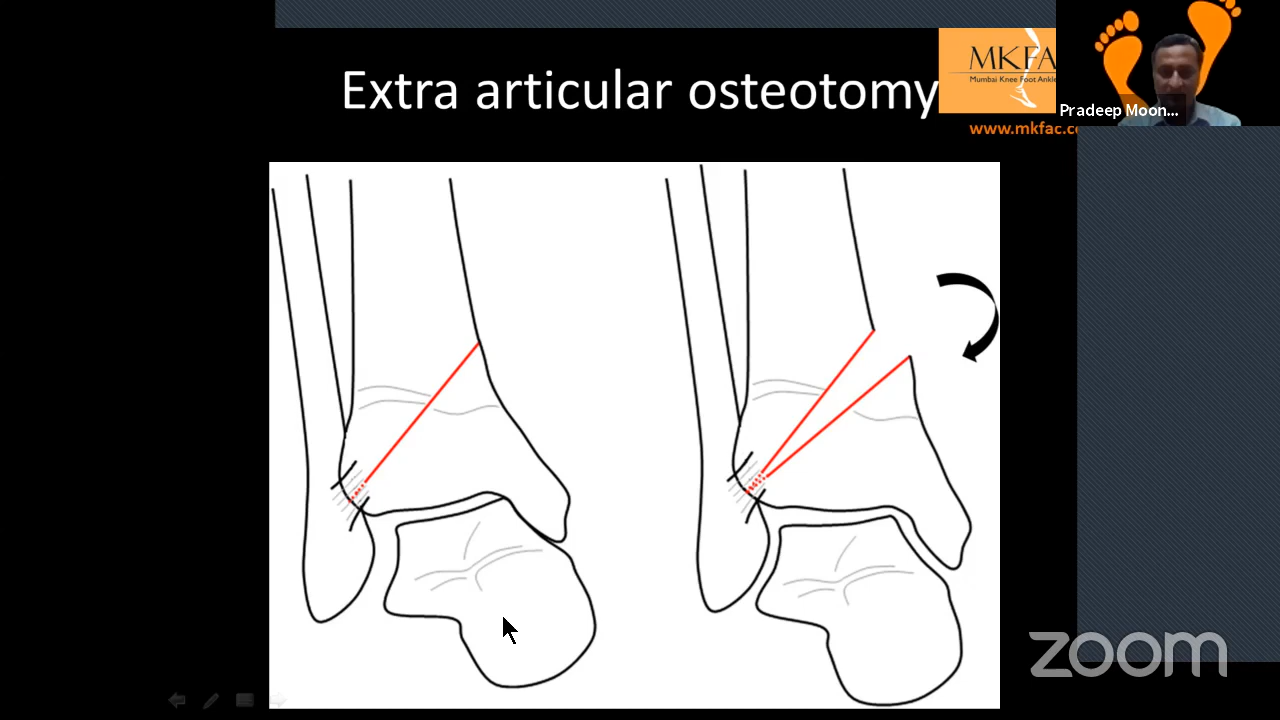 Extra articular osteotomy
MKFA
Mumbai Knee Foot Ankle
www.mkfac.c
Pradeep Moon...
zoom